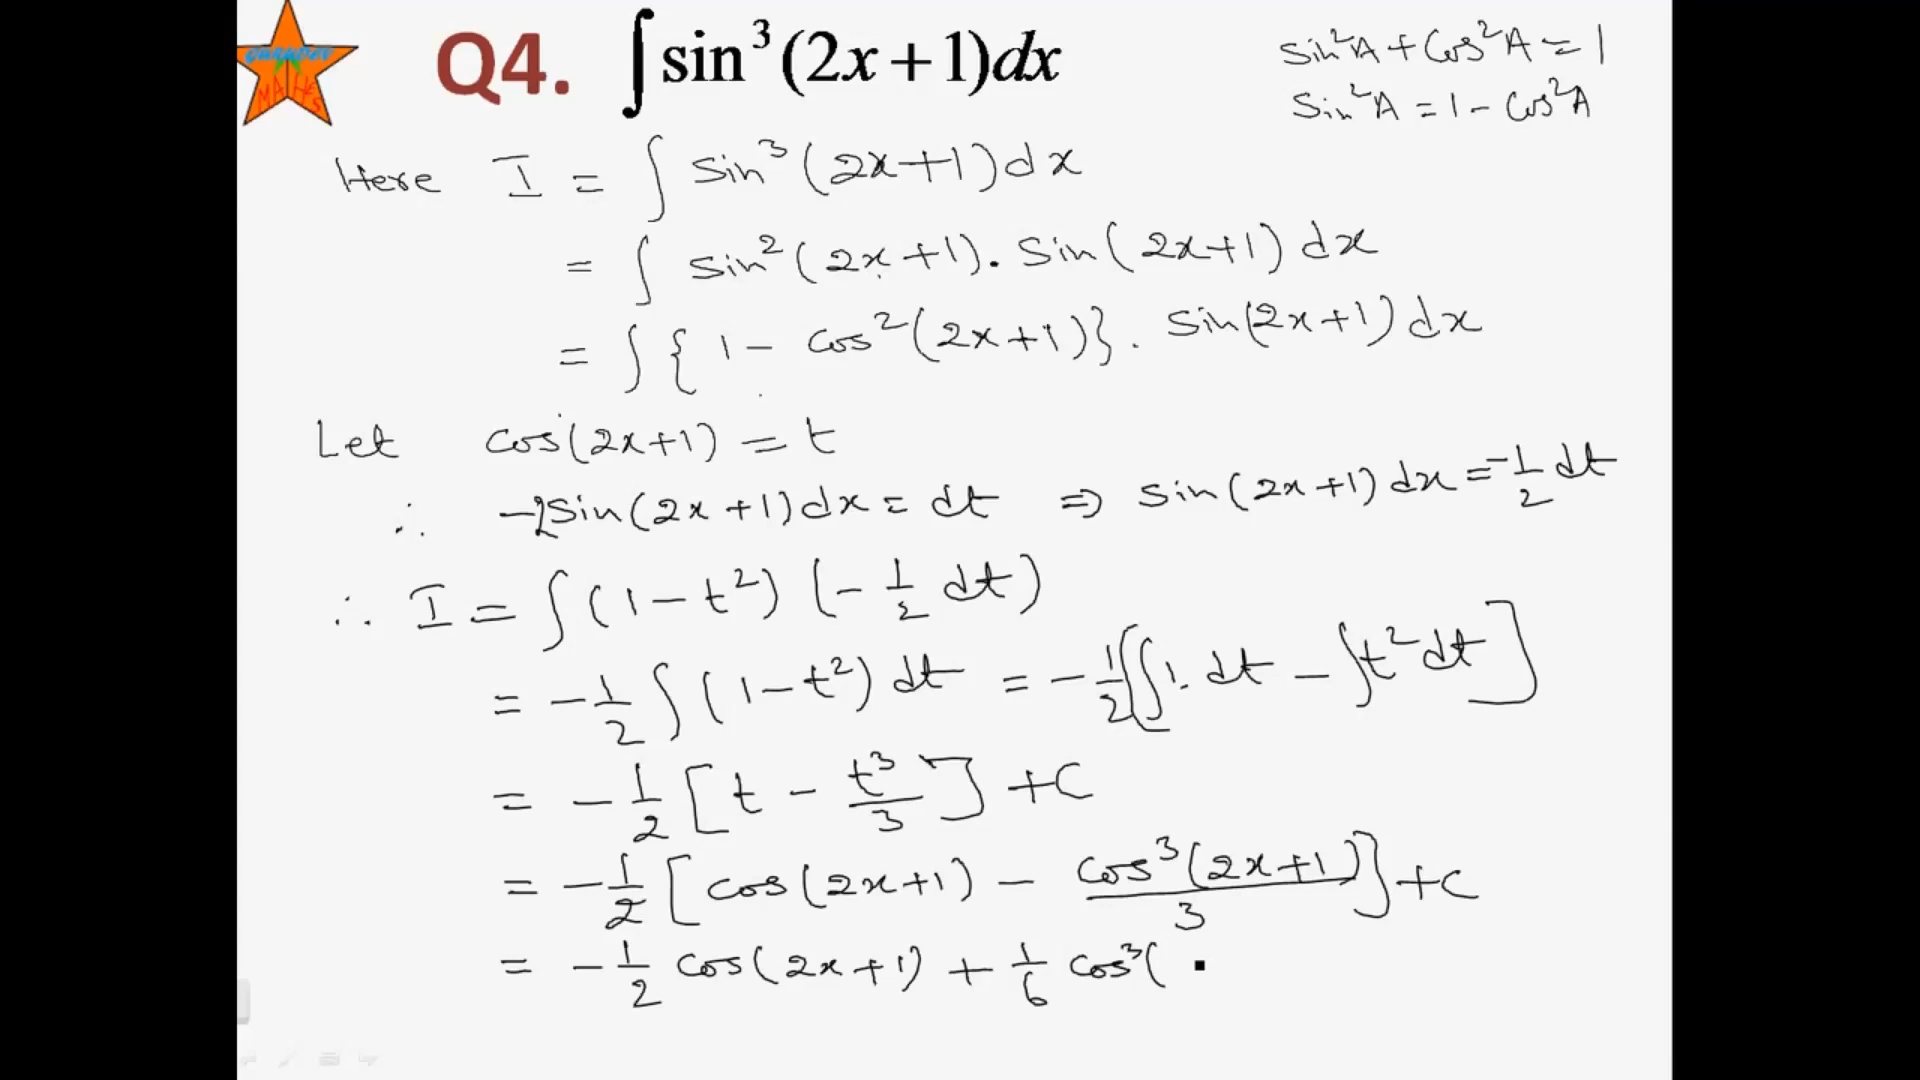 Q4. ∫sin³(2x+1)dx
sin²A + cos²A = 1
Sin²A = 1 - cos²A
MATHS
Here I = ∫ sin³(2x+1)dx
= ∫ sin²(2x+1). sin(2x+1) dx
= ∫ { 1 - cos²(2x+1)}. sin(2x+1) dx
Let cos(2x+1) = t
∴ -2sin(2x+1)dx = dt ⇒ sin(2x+1) dx = -1/2 dt
∴ I = ∫(1-t²) (-1/2 dt)
= -1/2 ∫(1-t²) dt = -1/2[∫1. dt - ∫t²dt]
= -1/2 [t - t³/3] +C
= -1/2 [cos(2x+1) - cos³(2x+1)/3] +C
= -1/2 cos(2x+1) + 1/6 cos³(